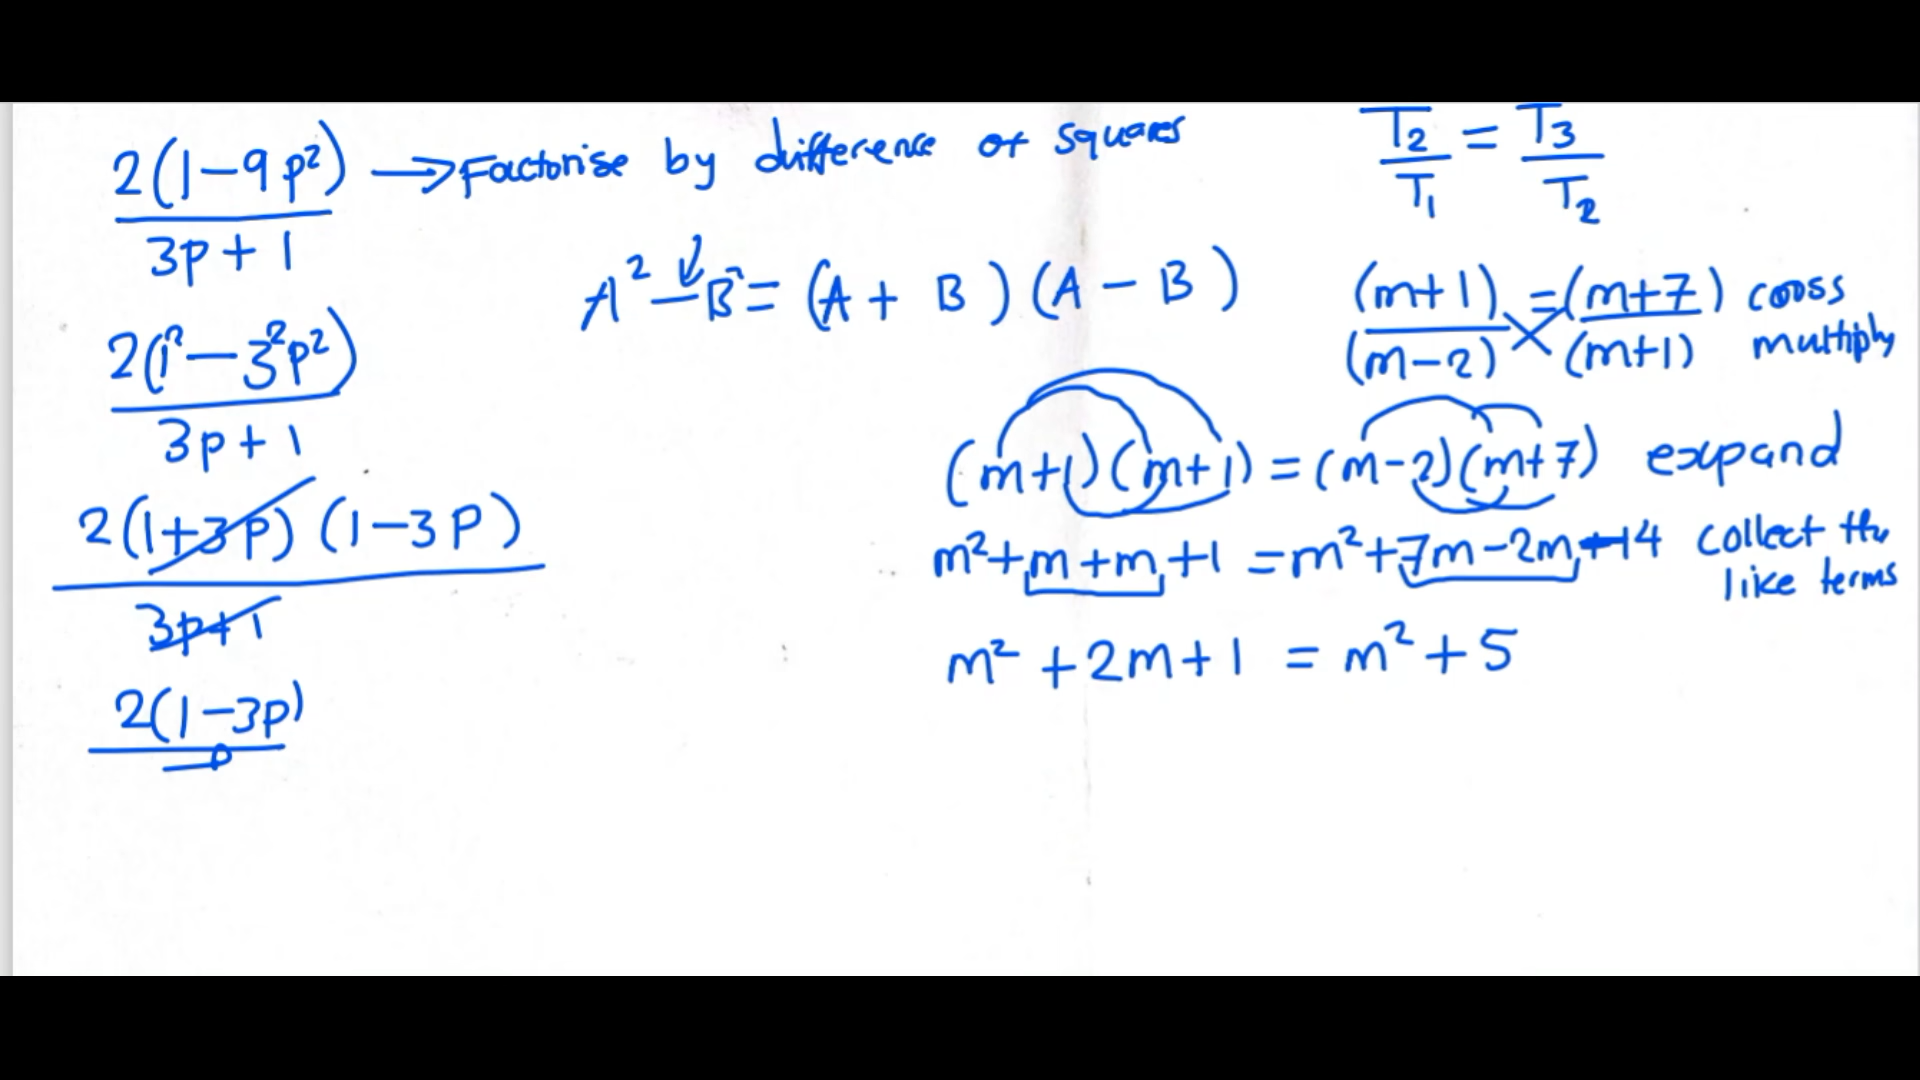 2(1-9p²) → Factorise by difference of squares
3p+1
2(1²-3²p²)
3p+1
A²-B²=(A+B)(A-B)
2(1+3p)(1-3p)
3p+1
2(1-3p)
T2/T1 = T3/T2
(m+1)/(m-2) = (m+7)/(m+1) cross
multiply
(m+1)(m+1)=(m-2)(m+7) expand
m²+m+m+1=m²+7m-2m-14 collect the
like terms
m²+2m+1=m²+5